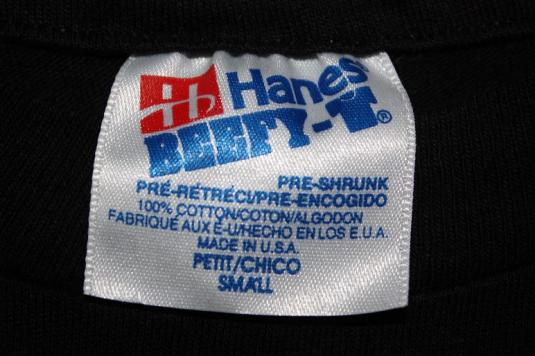 h Hanes
BEEFY-T®
PRE-SHRUNK
PRÉ-RÉTRÉCI/PRE-ENCOGIDO
100% COTTON/COTON/ALGODON
FABRIQUÉ AUX É-U/HECHO EN LOS E.U.A.
MADE IN U.S.A.
PETIT/CHICO
SMALL